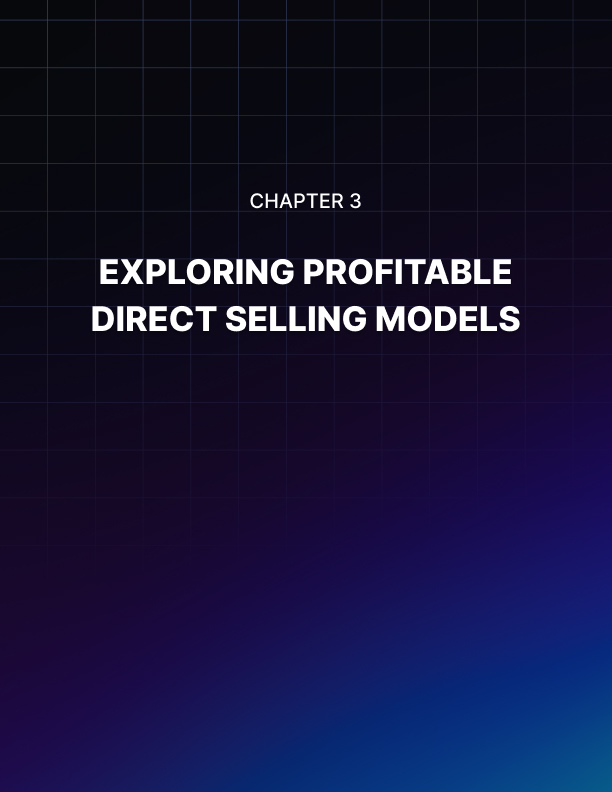 CHAPTER 3
EXPLORING PROFITABLE
DIRECT SELLING MODELS